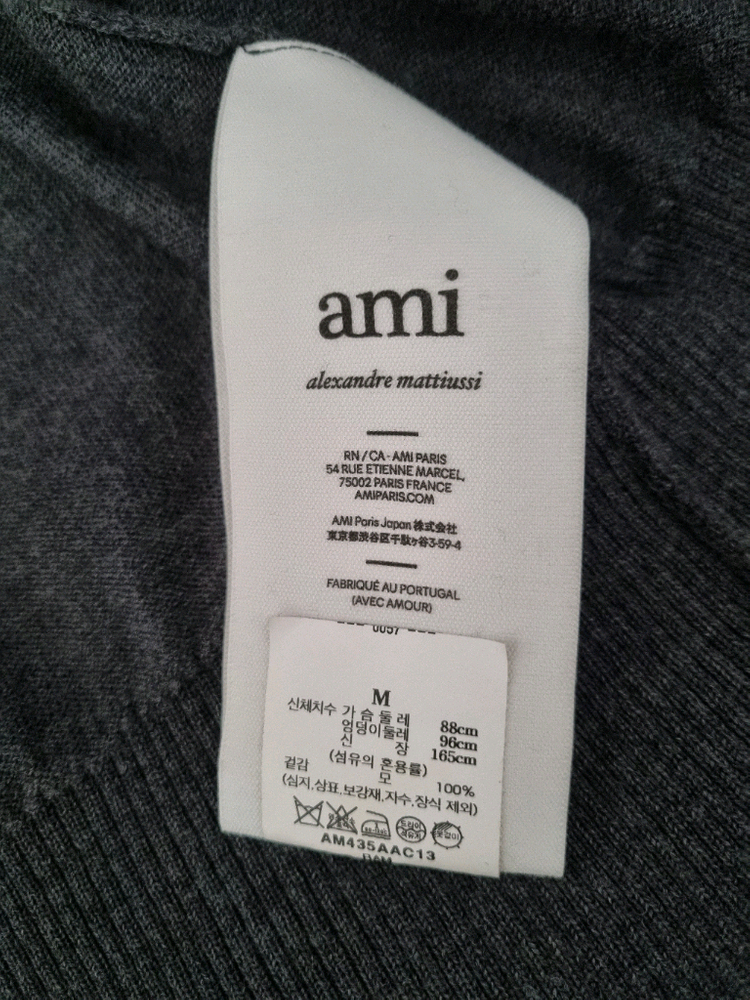 ami
alexandre mattiussi
RN / CA - AMI PARIS
54 RUE ETIENNE MARCEL,
75002 PARIS FRANCE
AMIPARIS.COM
AMI Paris Japan 株式会社
東京都渋谷区千駄ヶ谷3-59-4
FABRIQUÉ AU PORTUGAL
(AVEC AMOUR)
M
신체치수 가 슴 둘 레 88cm
엉덩이둘레 96cm
신 장 165cm
(섬유의 혼용률)
겉감 모 100%
(심지,상표,보강재,자수,장식 제외)
드라이
AM435AAC13